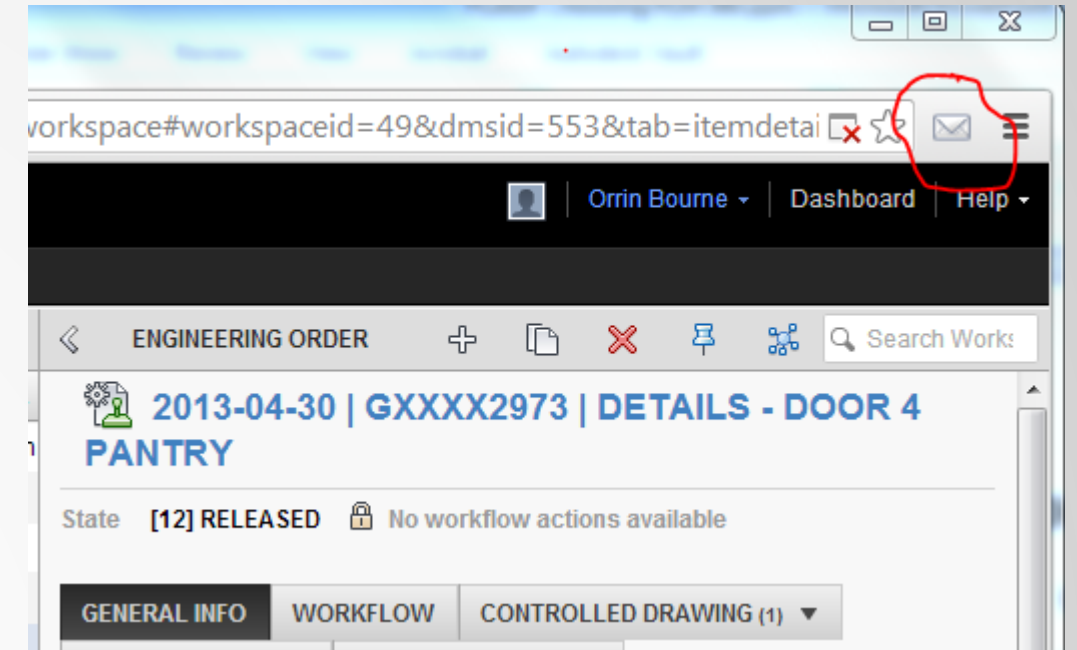 workspace#workspaceid=49&dmsid=553&tab=itemdetai
Orrin Bourne Dashboard Help
ENGINEERING ORDER Search Works
2013-04-30 | GXXXX2973 | DETAILS - DOOR 4
PANTRY
State [12] RELEASED No workflow actions available
GENERAL INFO WORKFLOW CONTROLLED DRAWING (1)